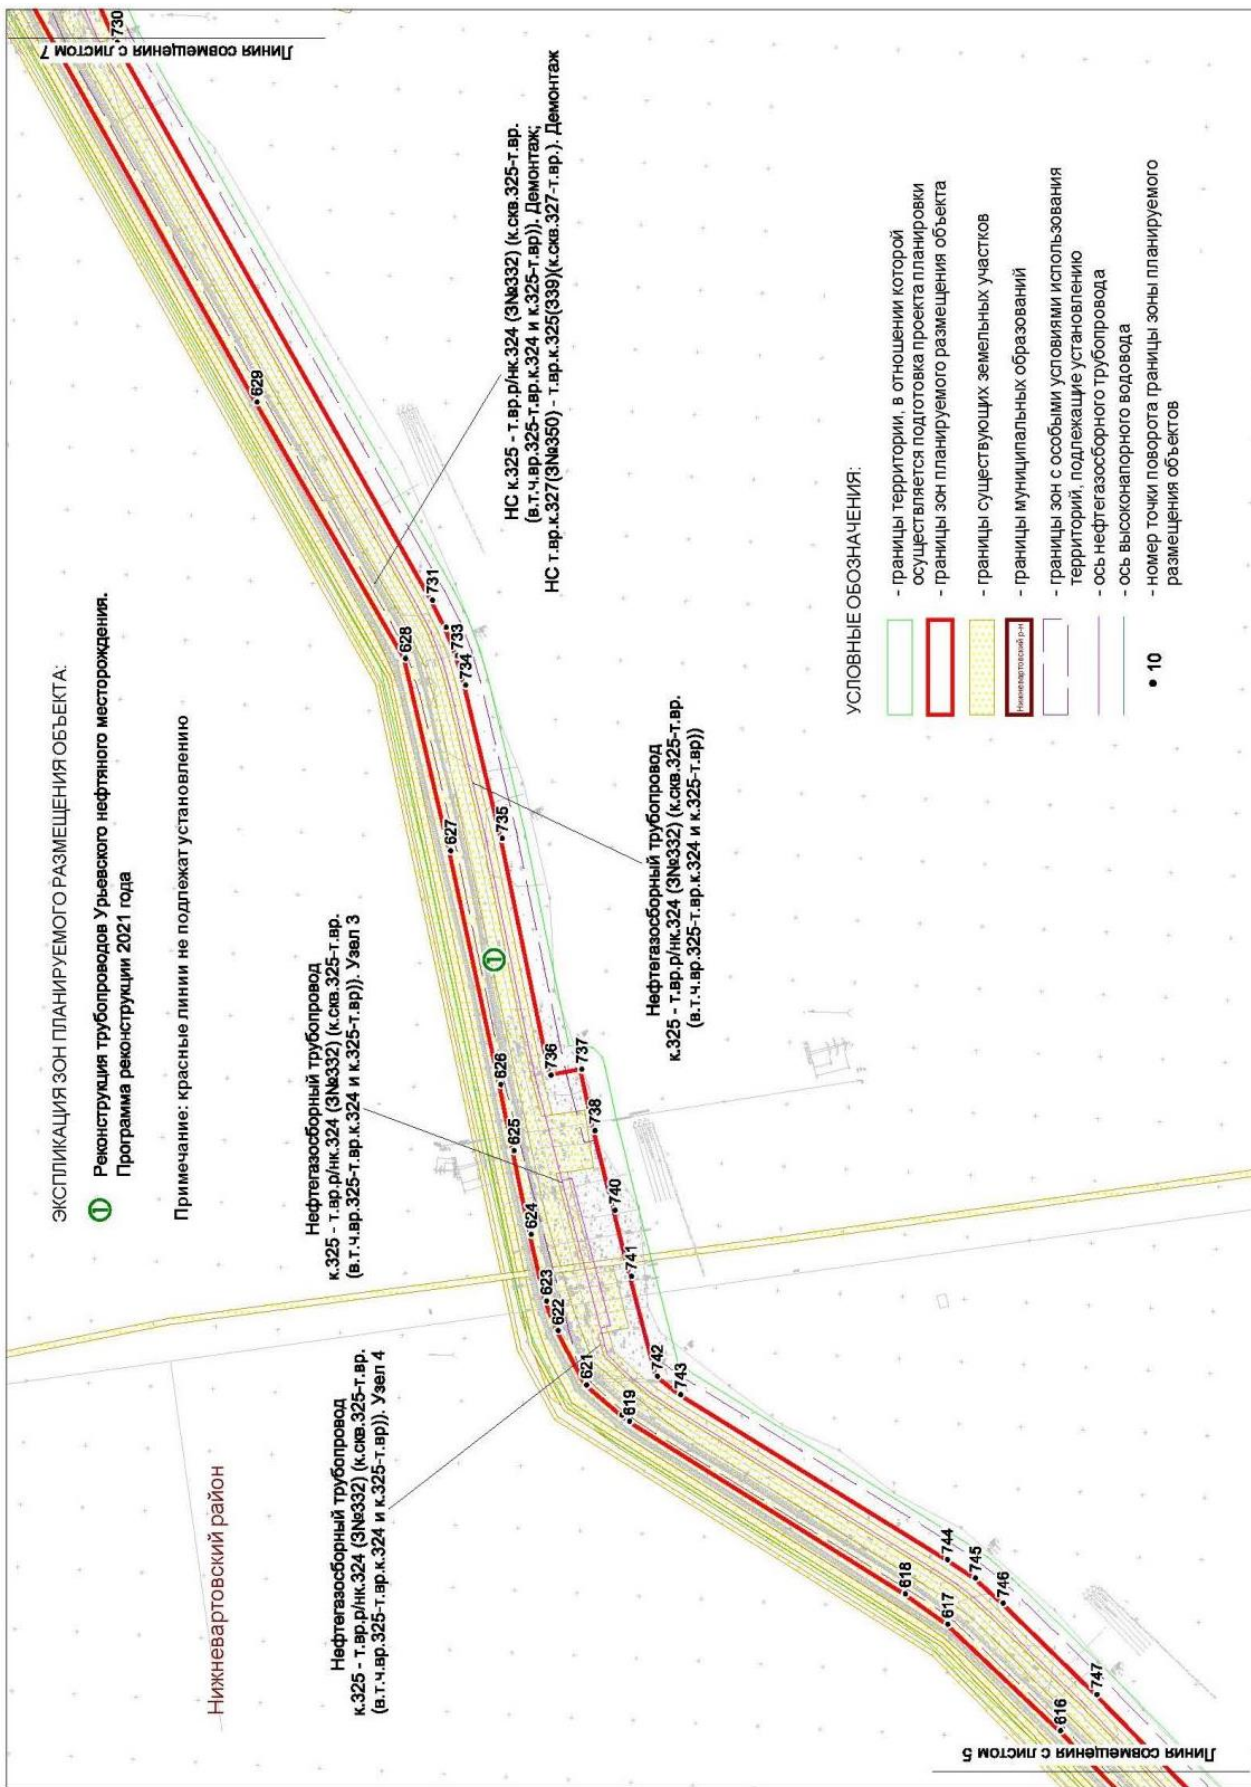 ЭКСПЛИКАЦИЯ ЗОН ПЛАНИРУЕМОГО РАЗМЕЩЕНИЯ ОБЪЕКТА:
1 Реконструкция трубопроводов Урьевского нефтяного месторождения.
Программа реконструкции 2021 года
Примечание: красные линии не подлежат установлению
Линия совмещения с листом 7
Нижневартовский район
Нефтегазосборный трубопровод
к.325 - т.вр.р/нк.324 (ЗNº332) (к.скв.325-т.вр.
(в.т.ч.вр.325-т.вр.к.324 и к.325-т.вр)). Узел 4
Нефтегазосборный трубопровод
к.325 - т.вр.р/нк.324 (ЗNº332) (к.скв.325-т.вр.
(в.т.ч.вр.325-т.вр.к.324 и к.325-т.вр)). Узел 3
НС к.325 - т.вр.р/нк.324 (ЗNº332) (к.скв.325-т.вр.
(в.т.ч.вр.325-т.вр.к.324 и к.325-т.вр)). Демонтаж;
НС т.вр.к.327(ЗNº350) - т.вр.к.325(339)(к.скв.327-т.вр.). Демонтаж
Нефтегазосборный трубопровод
к.325 - т.вр.р/нк.324 (ЗNº332) (к.скв.325-т.вр.
(в.т.ч.вр.325-т.вр.к.324 и к.325-т.вр))
616
617
618
619
621
622
623
624
625
626
627
628
629
730
731
733
734
735
736
737
738
740
741
742
743
744
745
746
747
1
УСЛОВНЫЕ ОБОЗНАЧЕНИЯ:
- границы территории, в отношении которой
осуществляется подготовка проекта планировки
- границы зон планируемого размещения объекта
- границы существующих земельных участков
Нижневартовский р-н
- границы муниципальных образований
- границы зон с особыми условиями использования
территорий, подлежащие установлению
- ось нефтегазосборного трубопровода
- ось высоконапорного водовода
• 10
- номер точки поворота границы зоны планируемого
размещения объектов
Линия совмещения с листом 5